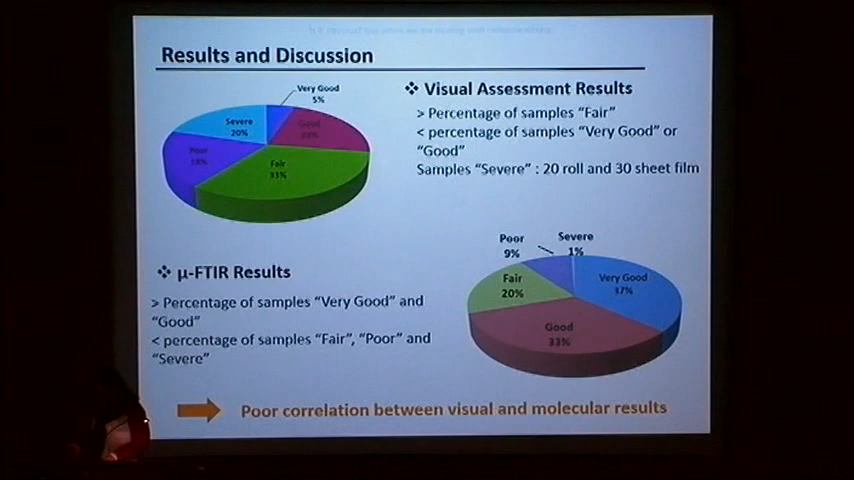 Results and Discussion
Very Good
5%
Good
Severe
20%
Poor
Fair
33%
❖ Visual Assessment Results
> Percentage of samples “Fair”
< percentage of samples “Very Good” or
“Good”
Samples “Severe” : 20 roll and 30 sheet film
❖ μ-FTIR Results
> Percentage of samples “Very Good” and
“Good”
< percentage of samples “Fair”, “Poor” and
“Severe”
Poor
9%
Severe
1%
Very Good
37%
Fair
20%
Good
33%
Poor correlation between visual and molecular results